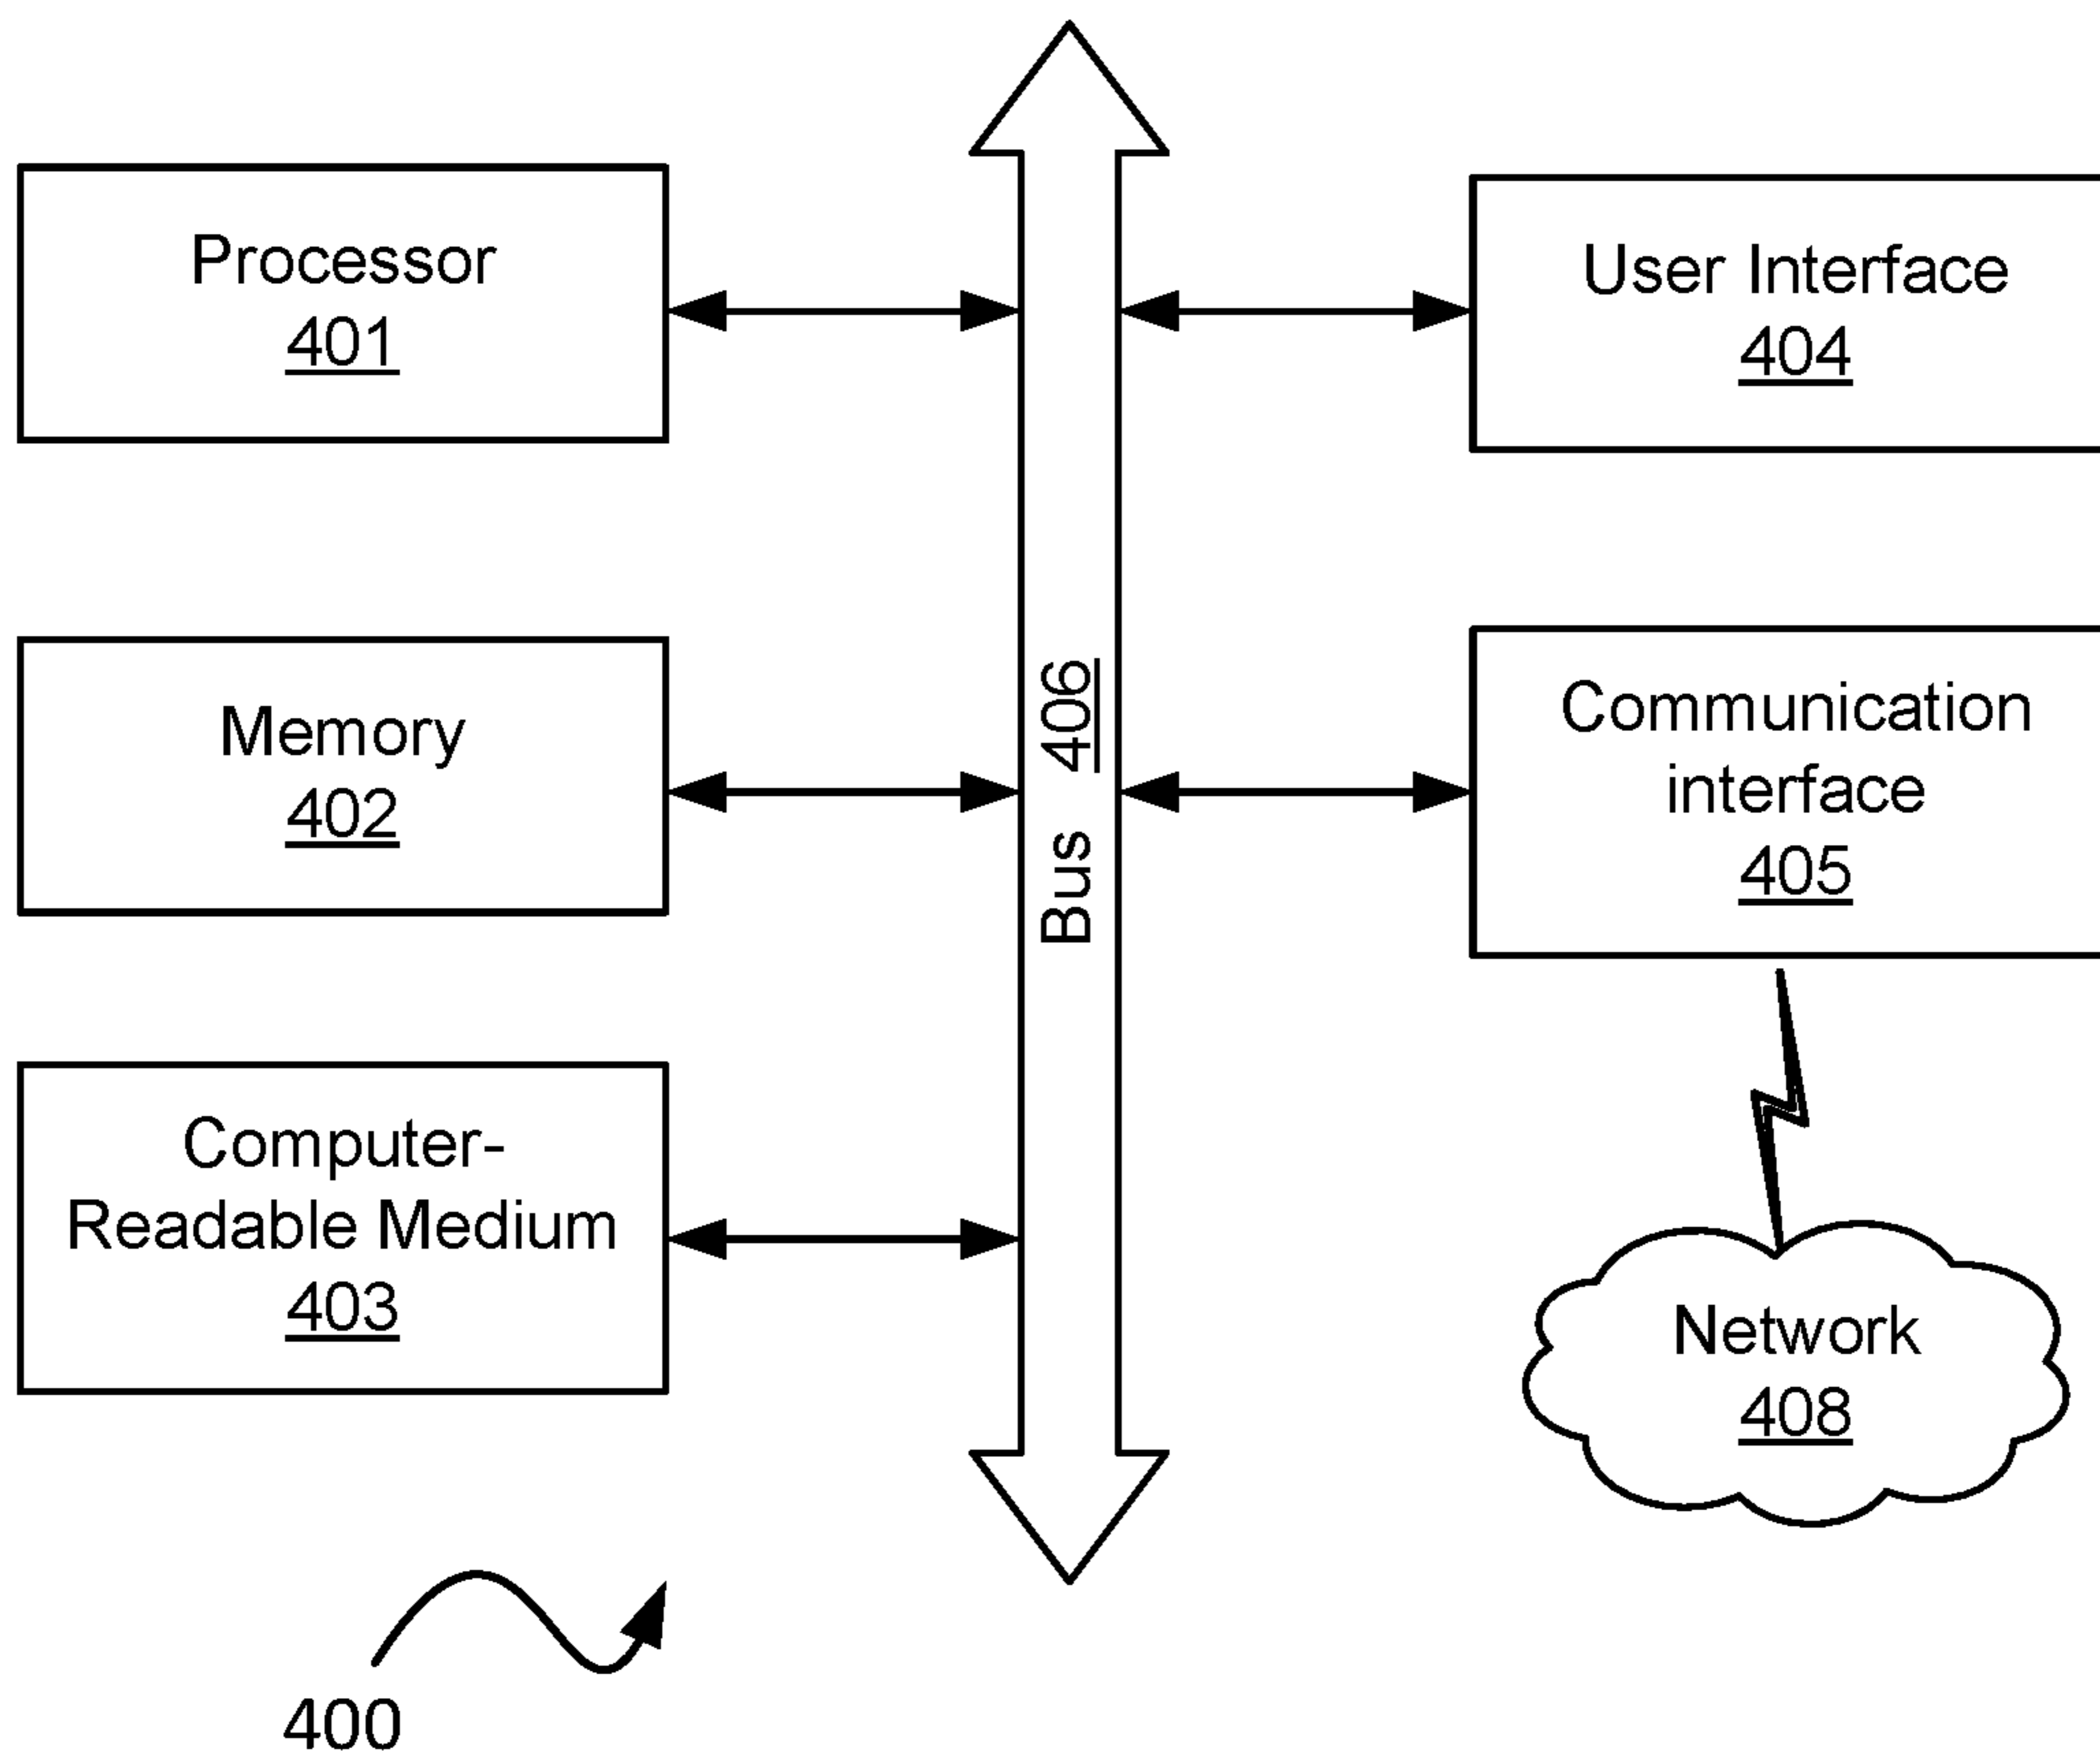 Processor
401
Memory
402
Computer-
Readable Medium
403
Bus 406
User Interface
404
Communication
interface
405
Network
408
400